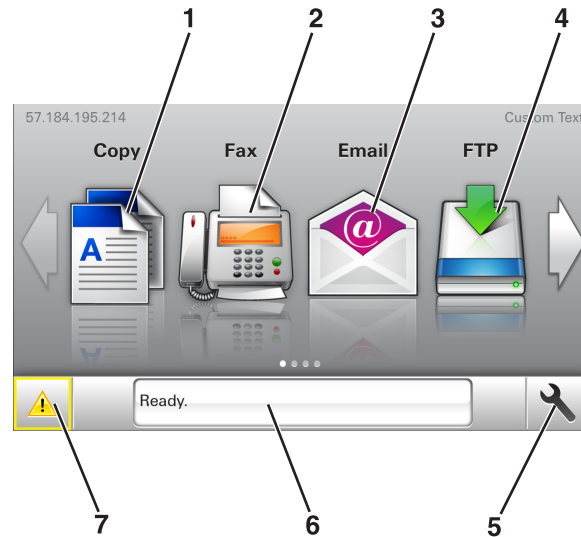 1 2 3 4
57.184.195.214 Custom Text
Copy Fax Email FTP
A @
Ready.
7 6 5